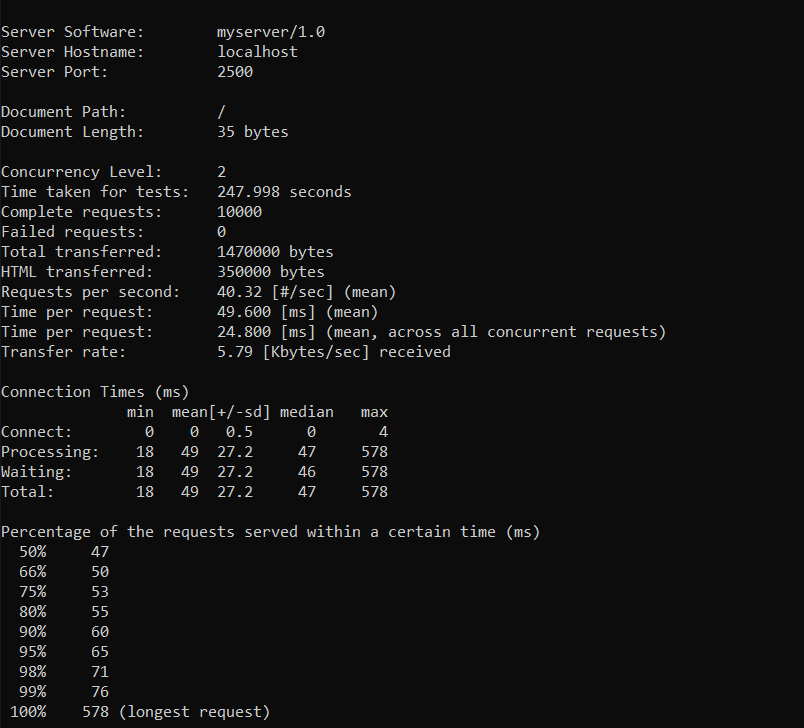 Server Software:        myserver/1.0
Server Hostname:        localhost
Server Port:            2500

Document Path:          /
Document Length:        35 bytes

Concurrency Level:      2
Time taken for tests:   247.998 seconds
Complete requests:      10000
Failed requests:        0
Total transferred:      1470000 bytes
HTML transferred:       350000 bytes
Requests per second:    40.32 [#/sec] (mean)
Time per request:       49.600 [ms] (mean)
Time per request:       24.800 [ms] (mean, across all concurrent requests)
Transfer rate:          5.79 [Kbytes/sec] received

Connection Times (ms)
              min  mean[+/-sd] median   max
Connect:        0    0   0.5      0       4
Processing:    18   49  27.2     47     578
Waiting:       18   49  27.2     46     578
Total:         18   49  27.2     47     578

Percentage of the requests served within a certain time (ms)
  50%     47
  66%     50
  75%     53
  80%     55
  90%     60
  95%     65
  98%     71
  99%     76
 100%    578 (longest request)